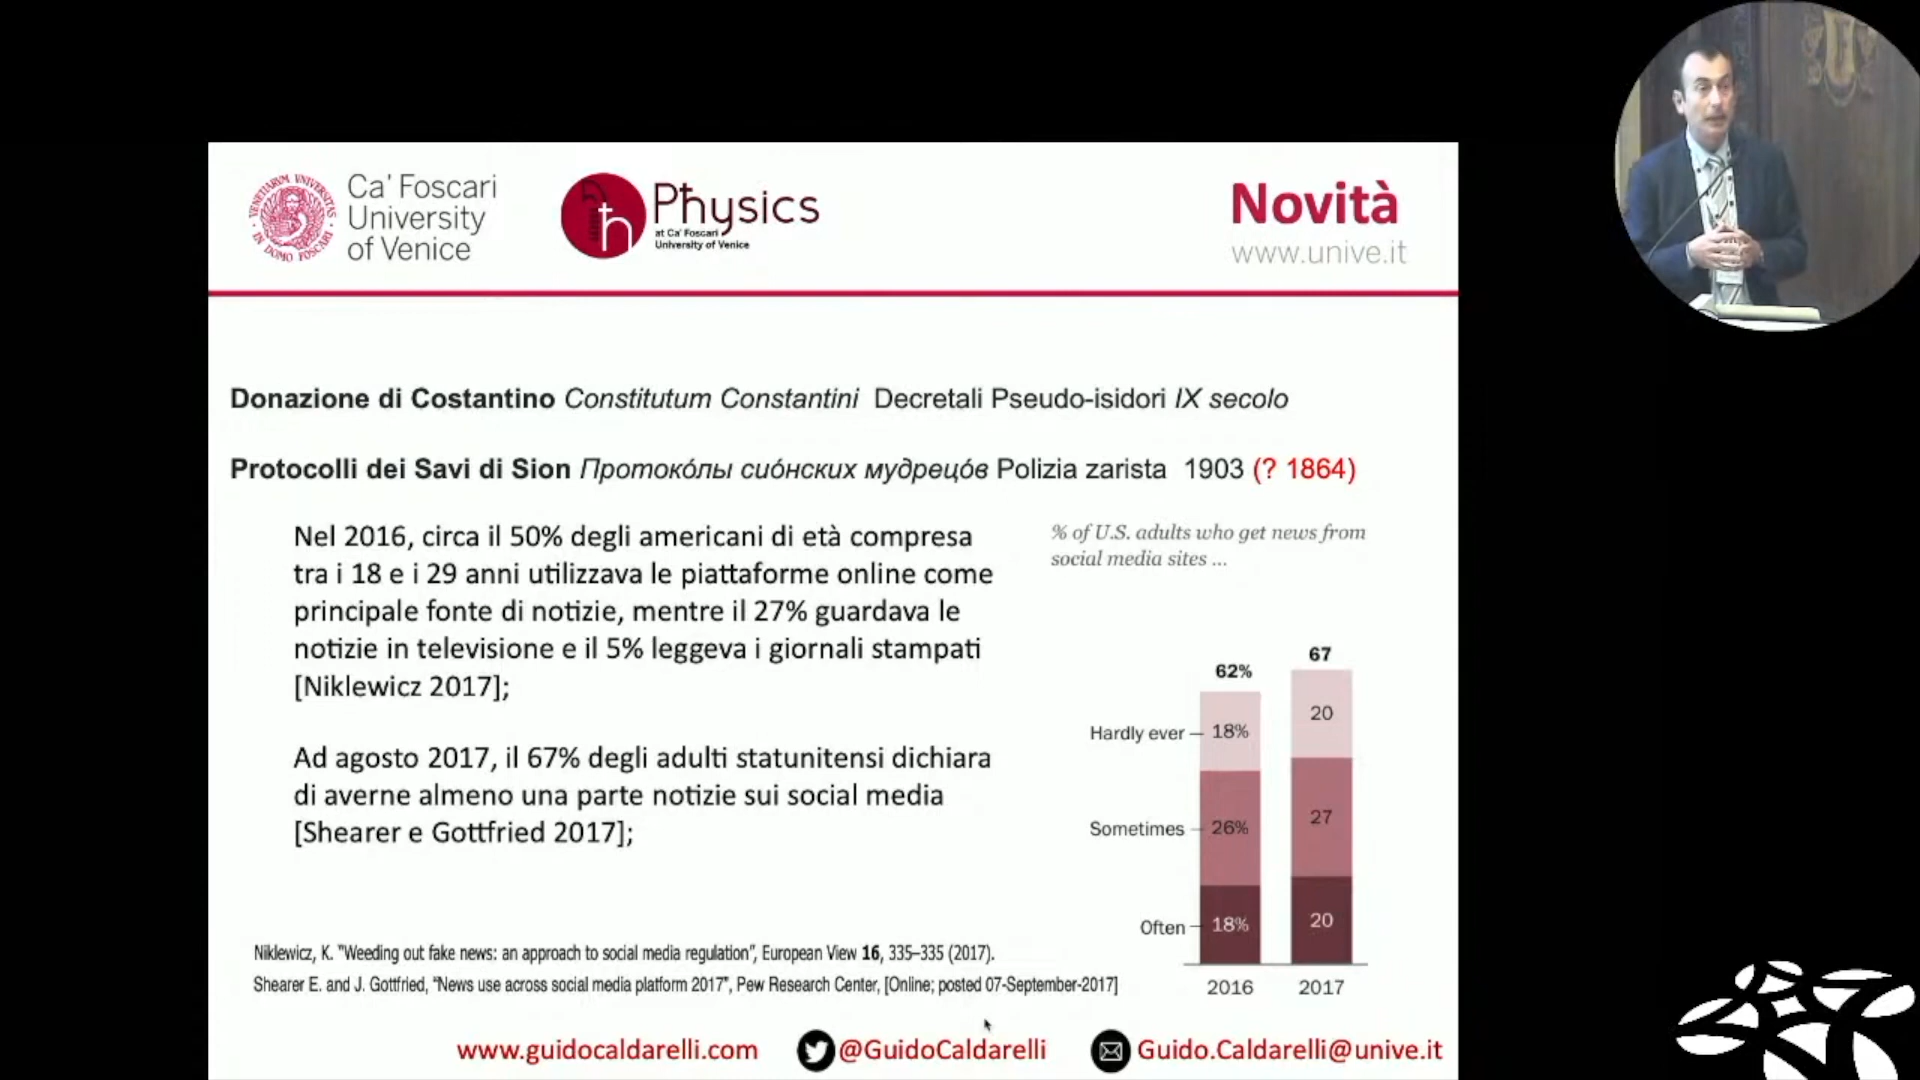 Ca' Foscari
University
of Venice
Physics
at Ca' Foscari
University of Venice
Novità
www.unive.it
Donazione di Costantino Constitutum Constantini Decretali Pseudo-isidori IX secolo
Protocolli dei Savi di Sion Протоко́лы сио́нских мудрецо́в Polizia zarista 1903 (? 1864)
Nel 2016, circa il 50% degli americani di età compresa
tra i 18 e i 29 anni utilizzava le piattaforme online come
principale fonte di notizie, mentre il 27% guardava le
notizie in televisione e il 5% leggeva i giornali stampati
[Niklewicz 2017];
Ad agosto 2017, il 67% degli adulti statunitensi dichiara
di averne almeno una parte notizie sui social media
[Shearer e Gottfried 2017];
% of U.S. adults who get news from
social media sites ...
62% 67
Hardly ever 18% 20
Sometimes 26% 27
Often 18% 20
2016 2017
Niklewicz, K. "Weeding out fake news: an approach to social media regulation", European View 16, 335–335 (2017).
Shearer E. and J. Gottfried, "News use across social media platform 2017", Pew Research Center, [Online; posted 07-September-2017]
www.guidocaldarelli.com @GuidoCaldarelli Guido.Caldarelli@unive.it